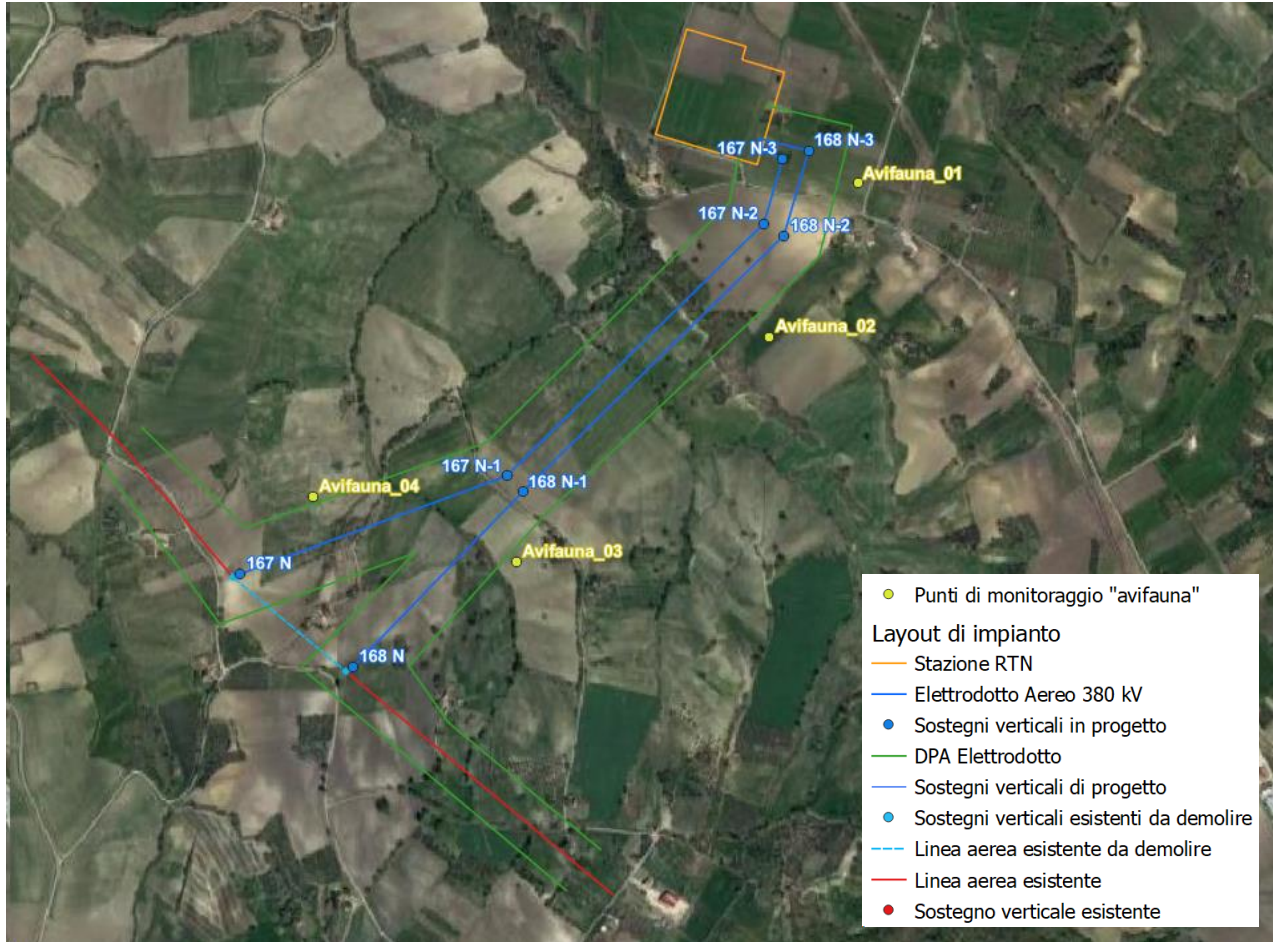 168 N-3
167 N-3
Avifauna_01
167 N-2
168 N-2
Avifauna_02
167 N-1
168 N-1
Avifauna_04
Avifauna_03
167 N
168 N
Punti di monitoraggio "avifauna"
Layout di impianto
Stazione RTN
Elettrodotto Aereo 380 kV
Sostegni verticali in progetto
DPA Elettrodotto
Sostegni verticali di progetto
Sostegni verticali esistenti da demolire
Linea aerea esistente da demolire
Linea aerea esistente
Sostegno verticale esistente